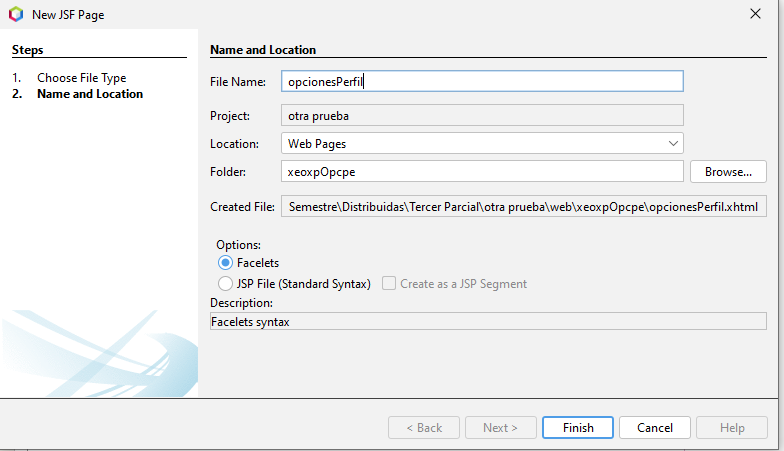 New JSF Page
Steps
1. Choose File Type
2. Name and Location
Name and Location
File Name: opcionesPerfil
Project: otra prueba
Location: Web Pages
Folder: xeoxpOpcpe Browse...
Created File: Semestre\Distribuidas\Tercer Parcial\otra prueba\web\xeoxpOpcpe\opcionesPerfil.xhtml
Options:
Facelets
JSP File (Standard Syntax) Create as a JSP Segment
Description:
Facelets syntax
< Back Next > Finish Cancel Help